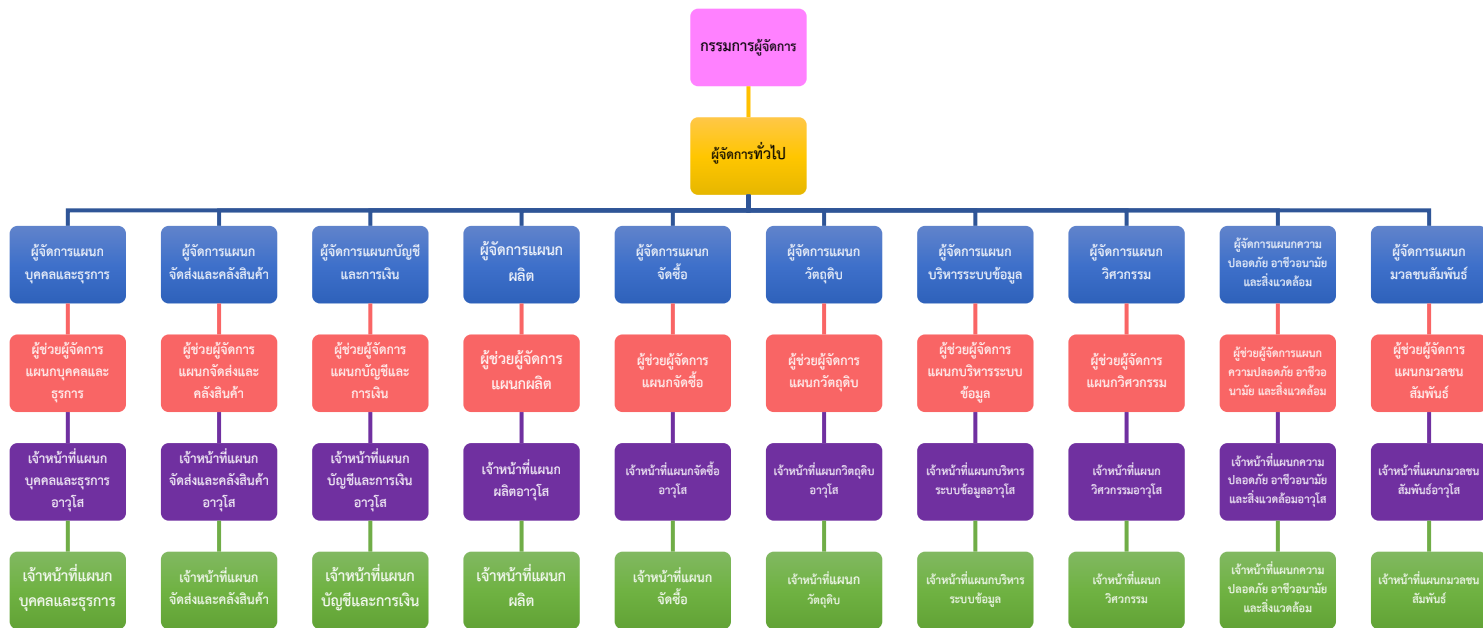 กรรมการผู้จัดการ
ผู้จัดการทั่วไป
ผู้จัดการแผนก
บุคคลและธุรการ
ผู้จัดการแผนก
จัดส่งและคลังสินค้า
ผู้จัดการแผนกบัญชี
และการเงิน
ผู้จัดการแผนก
ผลิต
ผู้จัดการแผนก
จัดซื้อ
ผู้จัดการแผนก
วัตถุดิบ
ผู้จัดการแผนก
บริหารระบบข้อมูล
ผู้จัดการแผนก
วิศวกรรม
ผู้จัดการแผนกความ
ปลอดภัย อาชีวอนามัย
และสิ่งแวดล้อม
ผู้จัดการแผนก
มวลชนสัมพันธ์
ผู้ช่วยผู้จัดการ
แผนกบุคคลและ
ธุรการ
ผู้ช่วยผู้จัดการ
แผนกจัดส่งและ
คลังสินค้า
ผู้ช่วยผู้จัดการ
แผนกบัญชีและ
การเงิน
ผู้ช่วยผู้จัดการ
แผนกผลิต
ผู้ช่วยผู้จัดการ
แผนกจัดซื้อ
ผู้ช่วยผู้จัดการ
แผนกวัตถุดิบ
ผู้ช่วยผู้จัดการ
แผนกบริหารระบบ
ข้อมูล
ผู้ช่วยผู้จัดการ
แผนกวิศวกรรม
ผู้ช่วยผู้จัดการแผนก
ความปลอดภัย อาชีวอ
นามัย และสิ่งแวดล้อม
ผู้ช่วยผู้จัดการ
แผนกมวลชน
สัมพันธ์
เจ้าหน้าที่แผนก
บุคคลและธุรการ
อาวุโส
เจ้าหน้าที่แผนก
จัดส่งและคลังสินค้า
อาวุโส
เจ้าหน้าที่แผนก
บัญชีและการเงิน
อาวุโส
เจ้าหน้าที่แผนก
ผลิตอาวุโส
เจ้าหน้าที่แผนกจัดซื้อ
อาวุโส
เจ้าหน้าที่แผนกวัตถุดิบ
อาวุโส
เจ้าหน้าที่แผนกบริหาร
ระบบข้อมูลอาวุโส
เจ้าหน้าที่แผนก
วิศวกรรมอาวุโส
เจ้าหน้าที่แผนกความ
ปลอดภัย อาชีวอนามัย
และสิ่งแวดล้อมอาวุโส
เจ้าหน้าที่แผนกมวลชน
สัมพันธ์อาวุโส
เจ้าหน้าที่แผนก
บุคคลและธุรการ
เจ้าหน้าที่แผนก
จัดส่งและคลังสินค้า
เจ้าหน้าที่แผนก
บัญชีและการเงิน
เจ้าหน้าที่แผนก
ผลิต
เจ้าหน้าที่แผนก
จัดซื้อ
เจ้าหน้าที่แผนก
วัตถุดิบ
เจ้าหน้าที่แผนกบริหาร
ระบบข้อมูล
เจ้าหน้าที่แผนก
วิศวกรรม
เจ้าหน้าที่แผนกความ
ปลอดภัย อาชีวอนามัย
และสิ่งแวดล้อม
เจ้าหน้าที่แผนกมวลชน
สัมพันธ์